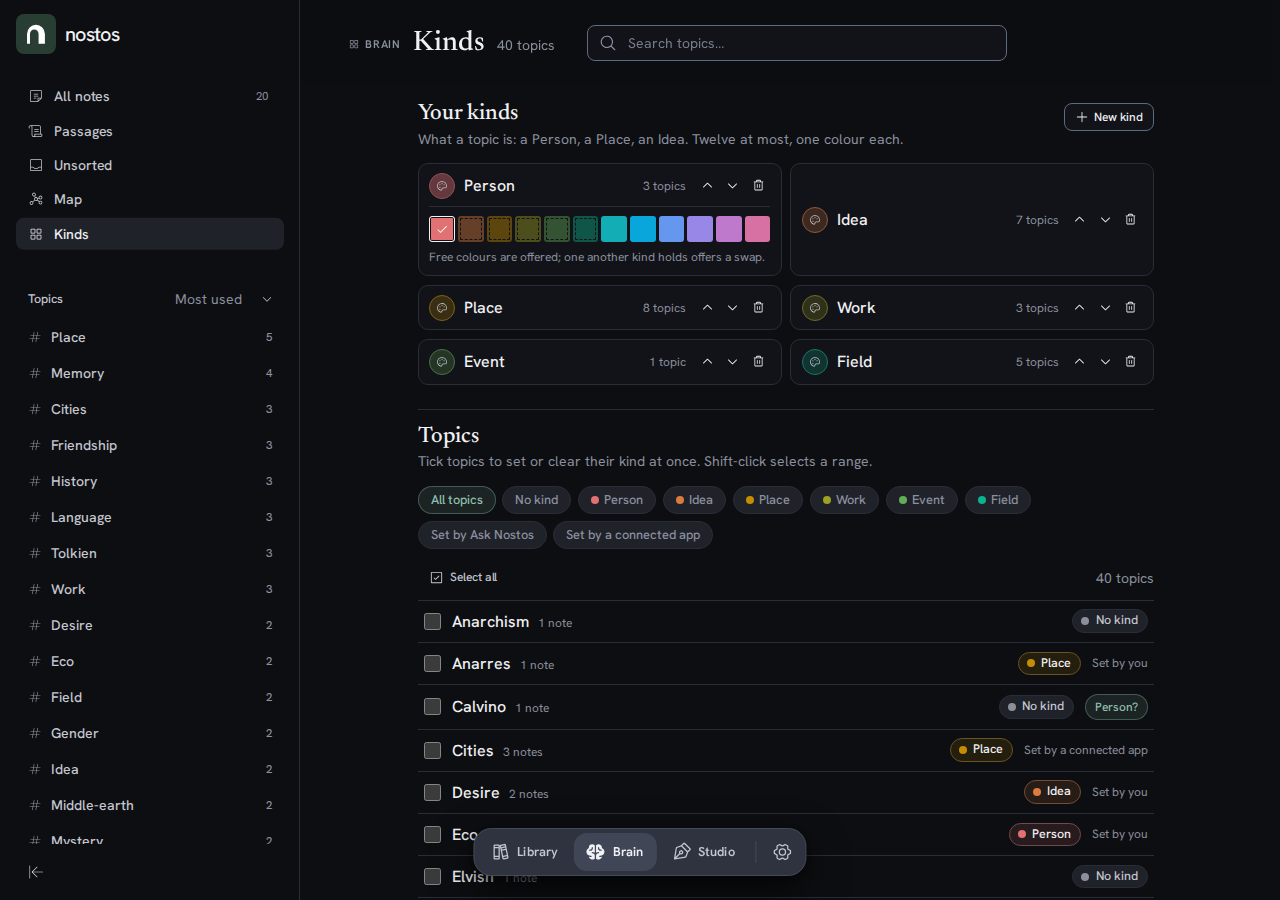 nostos
All notes 20
Passages
Unsorted
Map
Kinds
Topics Most used
# Place 5
# Memory 4
# Cities 3
# Friendship 3
# History 3
# Language 3
# Tolkien 3
# Work 3
# Desire 2
# Eco 2
# Field 2
# Gender 2
# Idea 2
# Middle-earth 2
# Mystery 2
BRAIN Kinds 40 topics
Search topics...
Your kinds
New kind
What a topic is: a Person, a Place, an Idea. Twelve at most, one colour each.
Person 3 topics
Free colours are offered; one another kind holds offers a swap.
Idea 7 topics
Place 8 topics
Work 3 topics
Event 1 topic
Field 5 topics
Topics
Tick topics to set or clear their kind at once. Shift-click selects a range.
All topics No kind Person Idea Place Work Event Field
Set by Ask Nostos Set by a connected app
Select all 40 topics
Anarchism 1 note No kind
Anarres 1 note Place Set by you
Calvino 1 note No kind Person?
Cities 3 notes Place Set by a connected app
Desire 2 notes Idea Set by you
Eco Person Set by you
Elvish 1 note No kind
Library Brain Studio